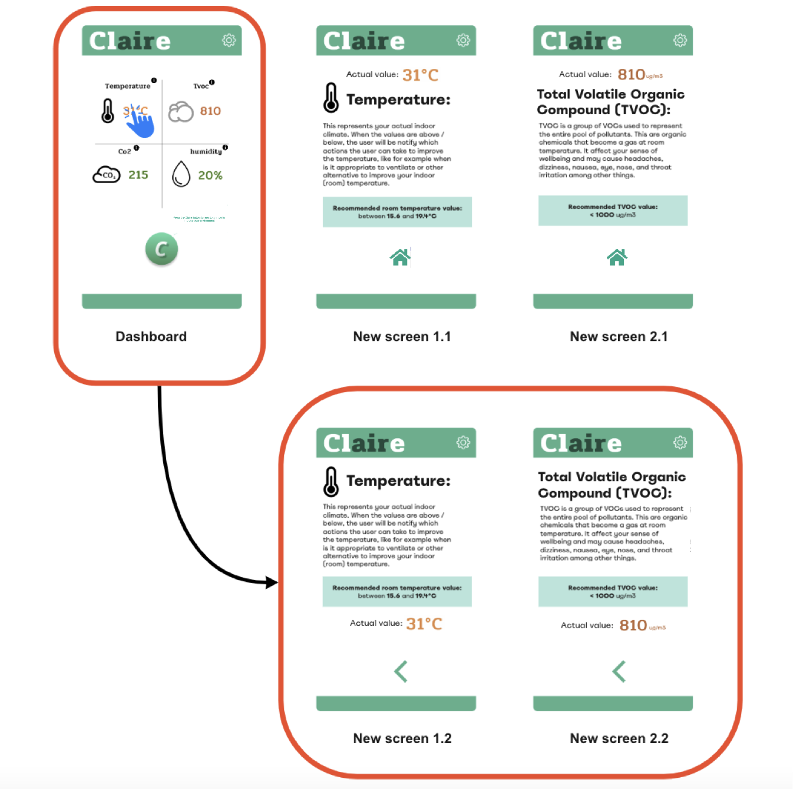 Claire
Temperature
Tvoc
810
Co2
humidity
CO₂
215
20%
C
Dashboard
Claire
Actual value: 31°C
Temperature:
This represents your actual indoor
climate. When the values are above /
below, the user will be notify which
actions the user can take to improve
the temperature, like for example when
is it appropriate to ventilate or other
alternative to improve your indoor
(room) temperature.
Recommended room temperature value:
between 15.6 and 19.4°C
New screen 1.1
Claire
Actual value: 810 ug/m3
Total Volatile Organic
Compound (TVOC):
TVOC is a group of VOCs used to represent
the entire pool of pollutants. This are organic
chemicals that become a gas at room
temperature. It affect your sense of
wellbeing and may cause headaches,
dizziness, nausea, eye, nose, and throat
irritation among other things.
Recommended TVOC value:
< 1000 ug/m3
New screen 2.1
Claire
Temperature:
This represents your actual indoor
climate. When the values are above /
below, the user will be notify which
actions the user can take to improve
the temperature, like for example when
is it appropriate to ventilate or other
alternative to improve your indoor
(room) temperature.
Recommended room temperature value:
between 15.6 and 19.4°C
Actual value: 31°C
New screen 1.2
Claire
Total Volatile Organic
Compound (TVOC):
TVOC is a group of VOCs used to represent
the entire pool of pollutants. This are organic
chemicals that become a gas at room
temperature. It affect your sense of
wellbeing and may cause headaches,
dizziness, nausea, eye, nose, and throat
irritation among other things.
Recommended TVOC value:
< 1000 ug/m3
Actual value: 810 ug/m3
New screen 2.2